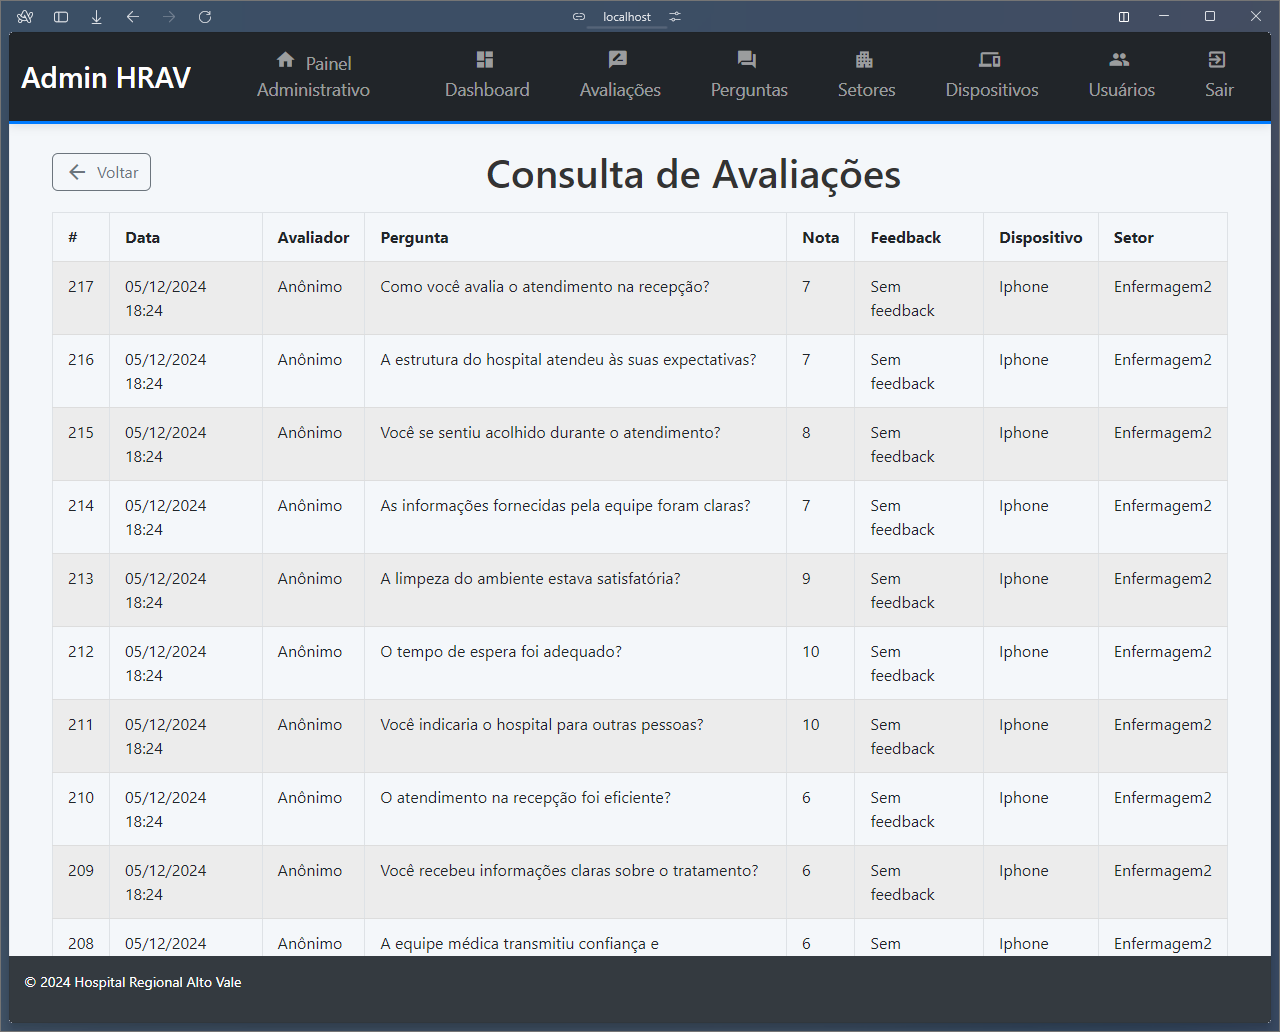 localhost
Admin HRAV
Painel
Administrativo
Dashboard
Avaliações
Perguntas
Setores
Dispositivos
Usuários
Sair
Voltar
Consulta de Avaliações
# Data Avaliador Pergunta Nota Feedback Dispositivo Setor
217 05/12/2024 Anônimo Como você avalia o atendimento na recepção? 7 Sem Iphone Enfermagem2
18:24 feedback
216 05/12/2024 Anônimo A estrutura do hospital atendeu às suas expectativas? 7 Sem Iphone Enfermagem2
18:24 feedback
215 05/12/2024 Anônimo Você se sentiu acolhido durante o atendimento? 8 Sem Iphone Enfermagem2
18:24 feedback
214 05/12/2024 Anônimo As informações fornecidas pela equipe foram claras? 7 Sem Iphone Enfermagem2
18:24 feedback
213 05/12/2024 Anônimo A limpeza do ambiente estava satisfatória? 9 Sem Iphone Enfermagem2
18:24 feedback
212 05/12/2024 Anônimo O tempo de espera foi adequado? 10 Sem Iphone Enfermagem2
18:24 feedback
211 05/12/2024 Anônimo Você indicaria o hospital para outras pessoas? 10 Sem Iphone Enfermagem2
18:24 feedback
210 05/12/2024 Anônimo O atendimento na recepção foi eficiente? 6 Sem Iphone Enfermagem2
18:24 feedback
209 05/12/2024 Anônimo Você recebeu informações claras sobre o tratamento? 6 Sem Iphone Enfermagem2
18:24 feedback
208 05/12/2024 Anônimo A equipe médica transmitiu confiança e 6 Sem Iphone Enfermagem2
© 2024 Hospital Regional Alto Vale